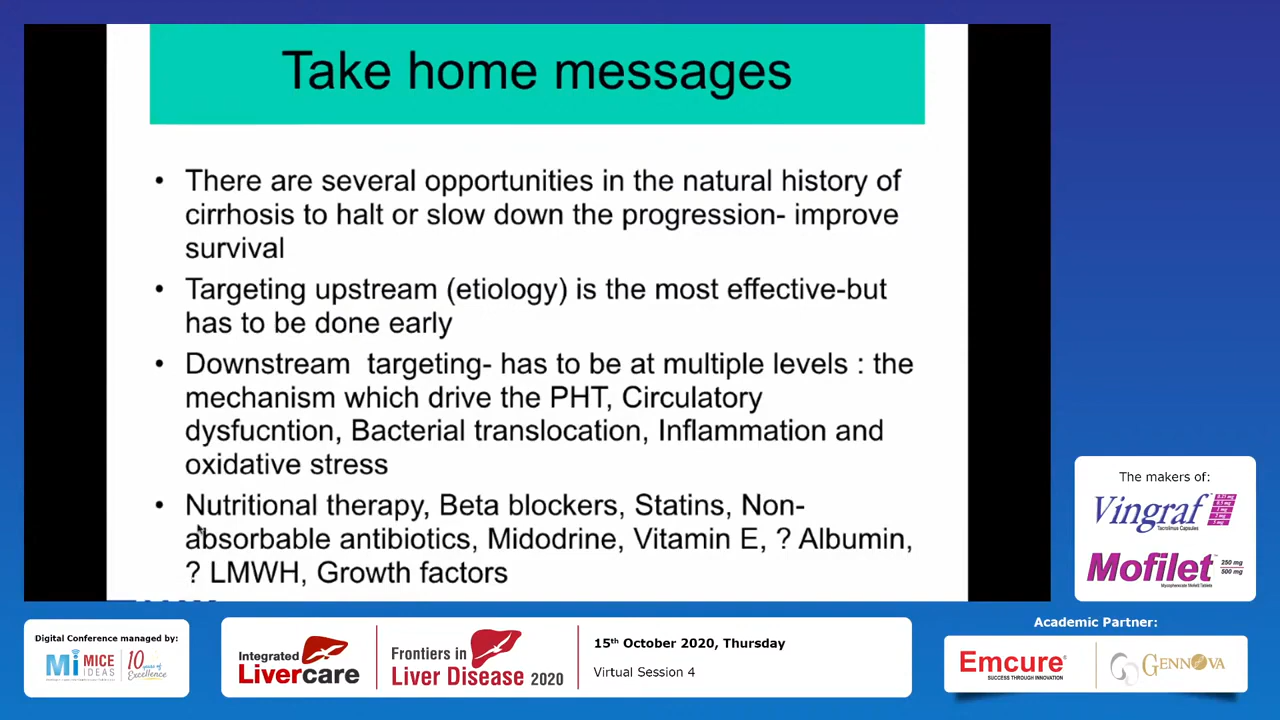 Take home messages
• There are several opportunities in the natural history of
cirrhosis to halt or slow down the progression- improve
survival
• Targeting upstream (etiology) is the most effective-but
has to be done early
• Downstream targeting- has to be at multiple levels : the
mechanism which drive the PHT, Circulatory
dysfucntion, Bacterial translocation, Inflammation and
oxidative stress
• Nutritional therapy, Beta blockers, Statins, Non-
absorbable antibiotics, Midodrine, Vitamin E, ? Albumin,
? LMWH, Growth factors
The makers of:
Vingraf
Tacrolimus Capsules
Mofilet
250 mg
500 mg
Mycophenolate Mofetil Tablets
Digital Conference managed by:
Mi MICE
IDEAS
10 years of
Excellence
Integrated
Livercare
Frontiers in
Liver Disease 2020
15th October 2020, Thursday
Virtual Session 4
Academic Partner:
Emcure®
SUCCESS THROUGH INNOVATION
GENNOVA